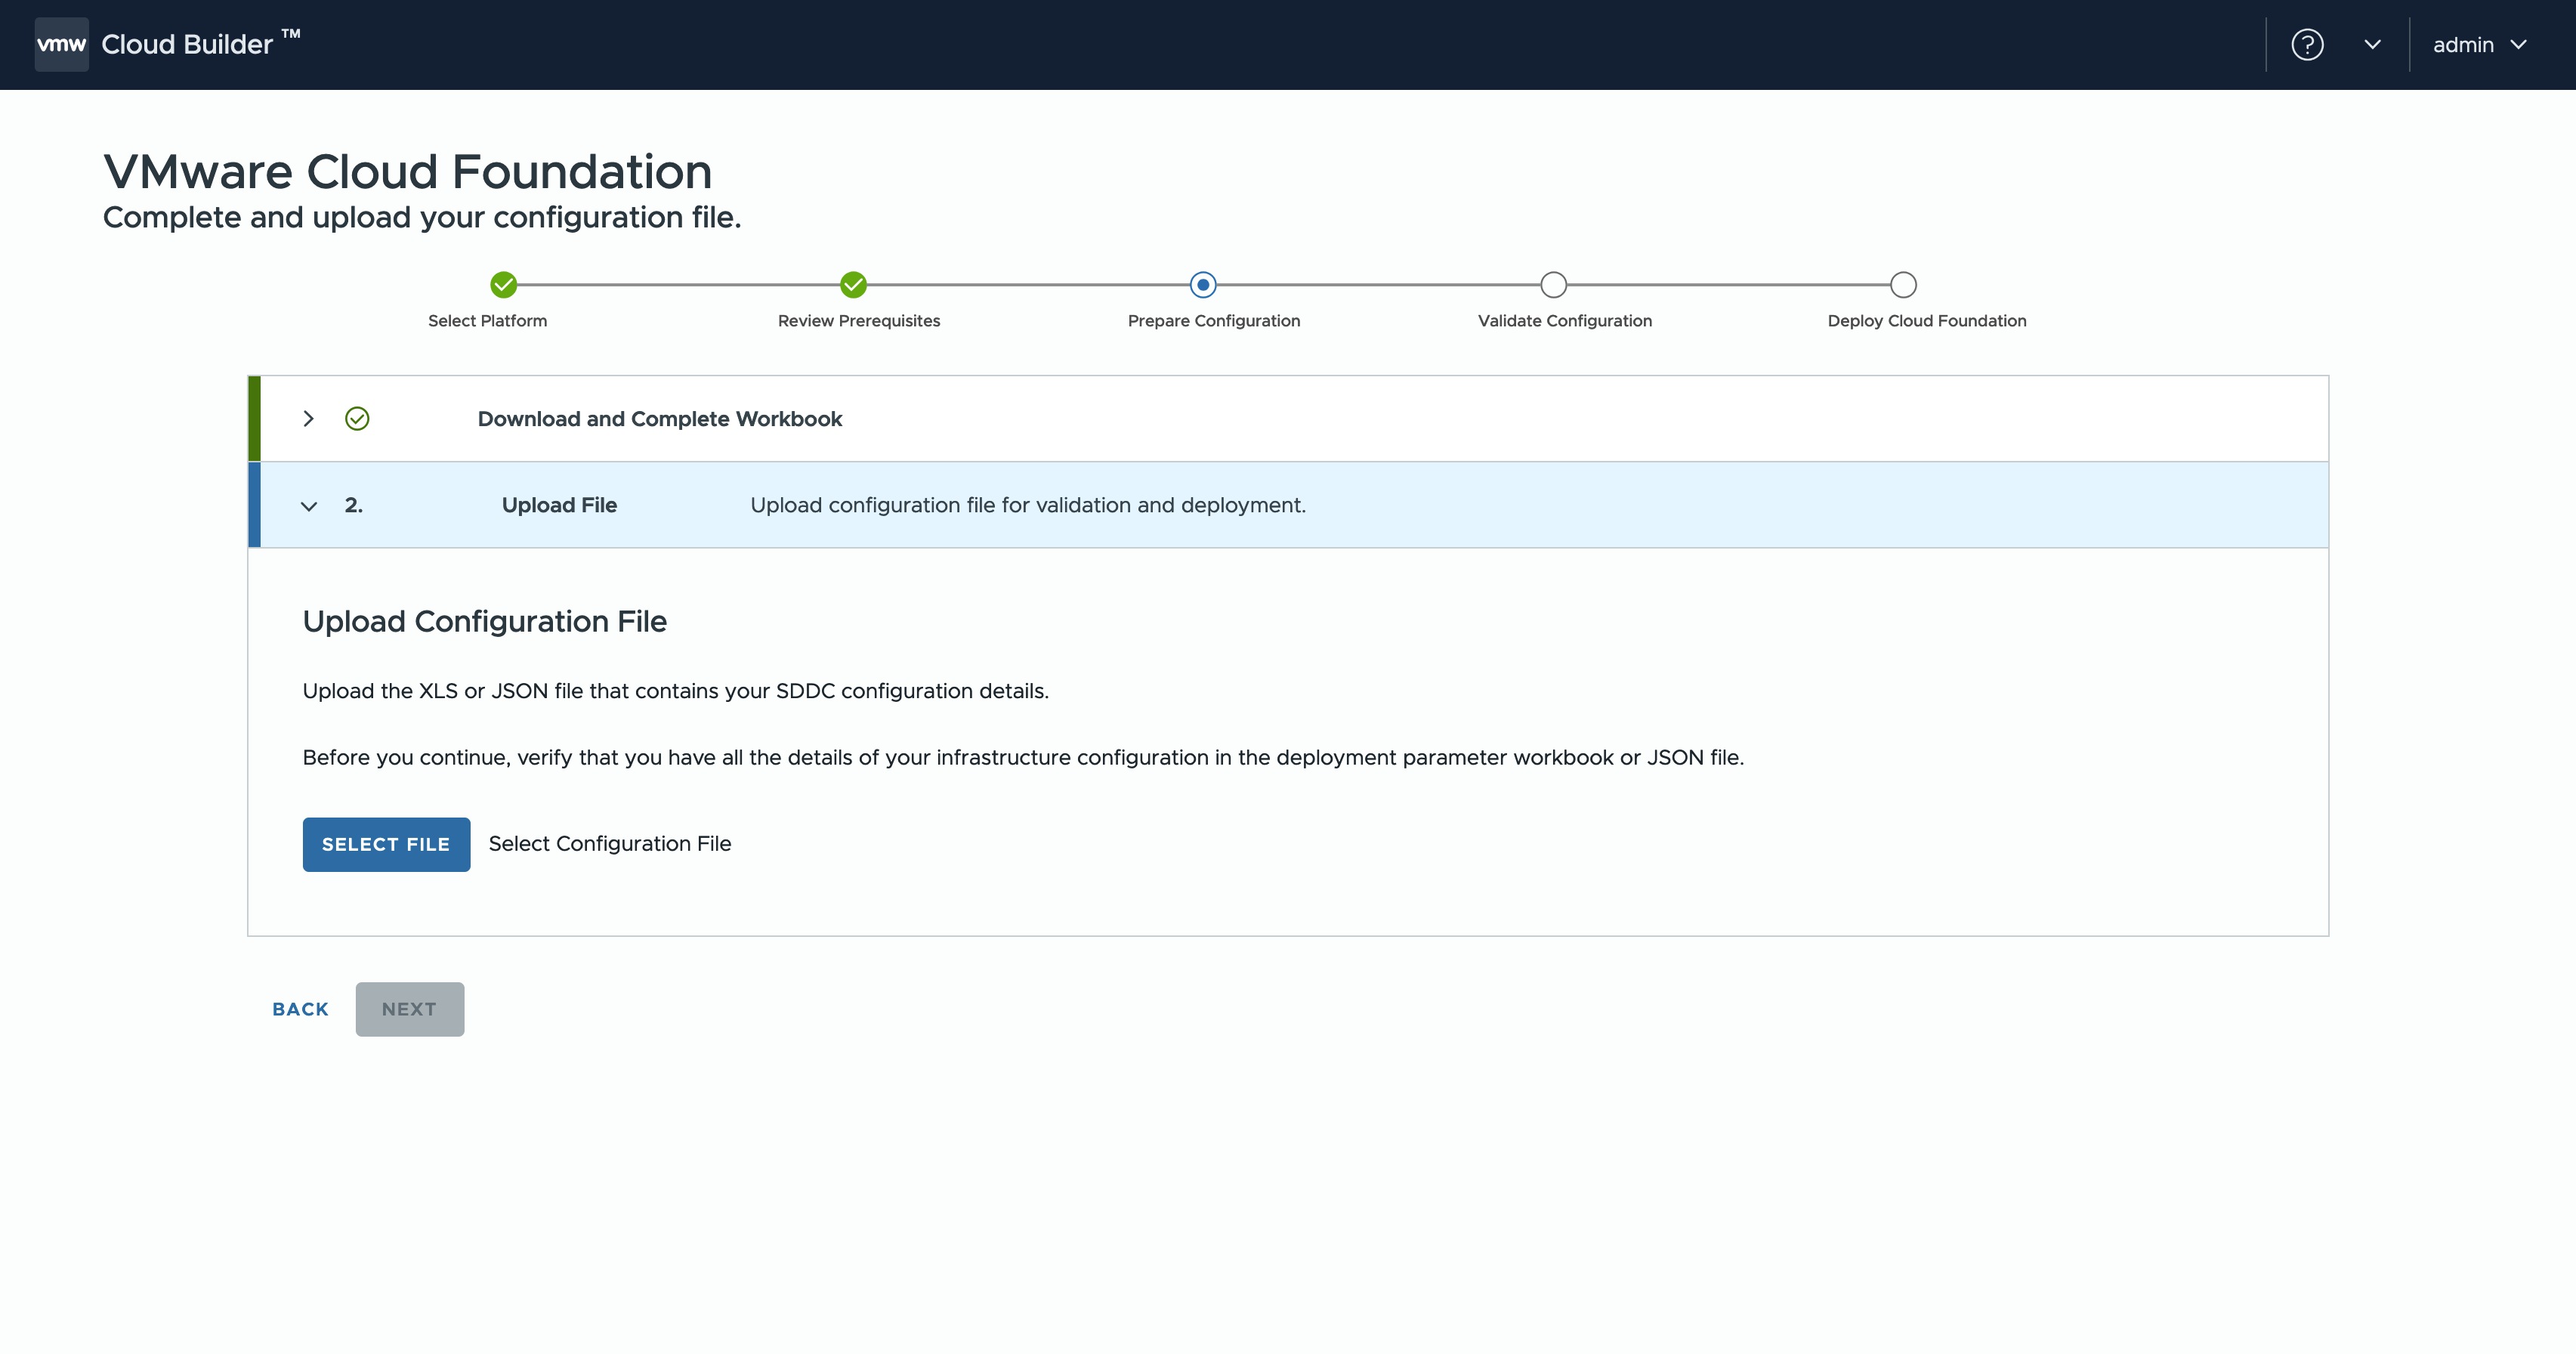 vmw Cloud Builder ™
? admin
VMware Cloud Foundation
Complete and upload your configuration file.
Select Platform
Review Prerequisites
Prepare Configuration
Validate Configuration
Deploy Cloud Foundation
Download and Complete Workbook
2. Upload File Upload configuration file for validation and deployment.
Upload Configuration File
Upload the XLS or JSON file that contains your SDDC configuration details.
Before you continue, verify that you have all the details of your infrastructure configuration in the deployment parameter workbook or JSON file.
SELECT FILE Select Configuration File
BACK NEXT